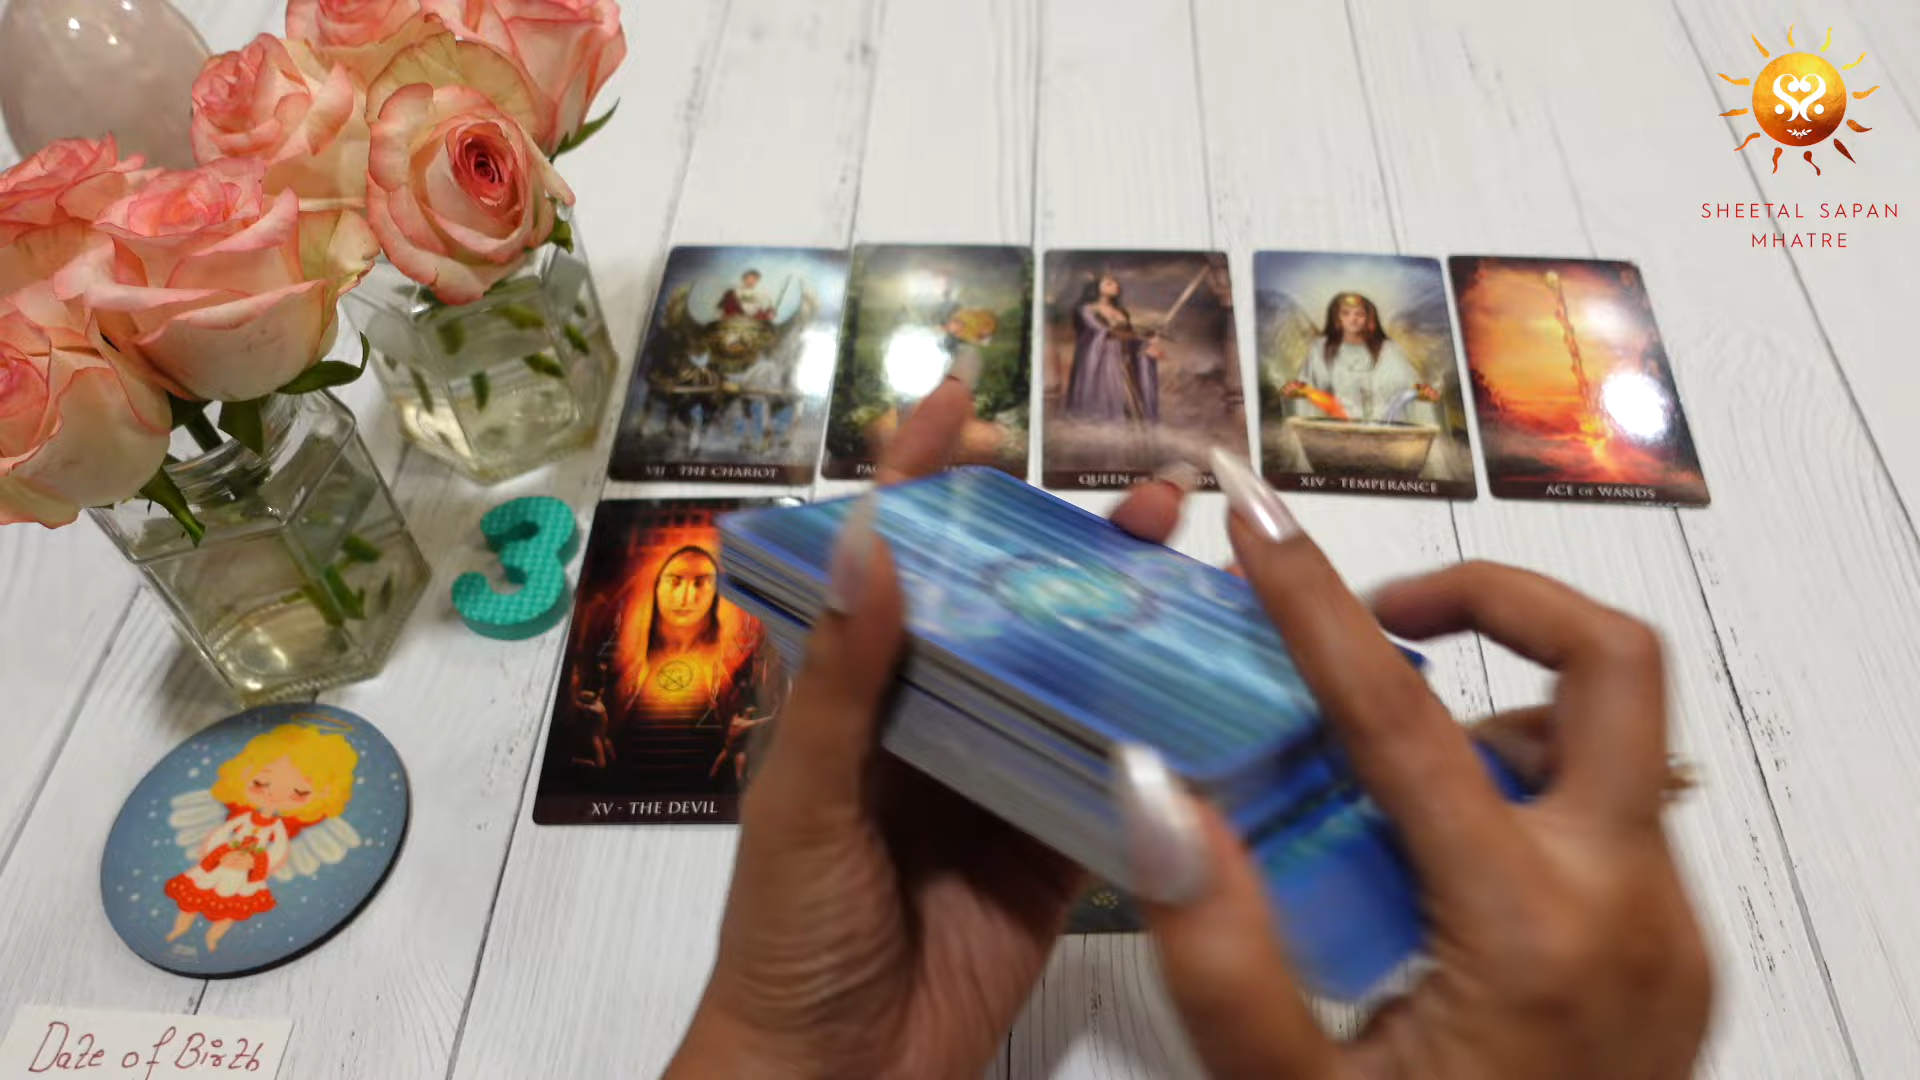 SHEETAL SAPAN
MHATRE
VII - THE CHARIOT
QUEEN OF
XIV - TEMPERANCE
ACE OF WANDS
3
XV - THE DEVIL
Date of Birth